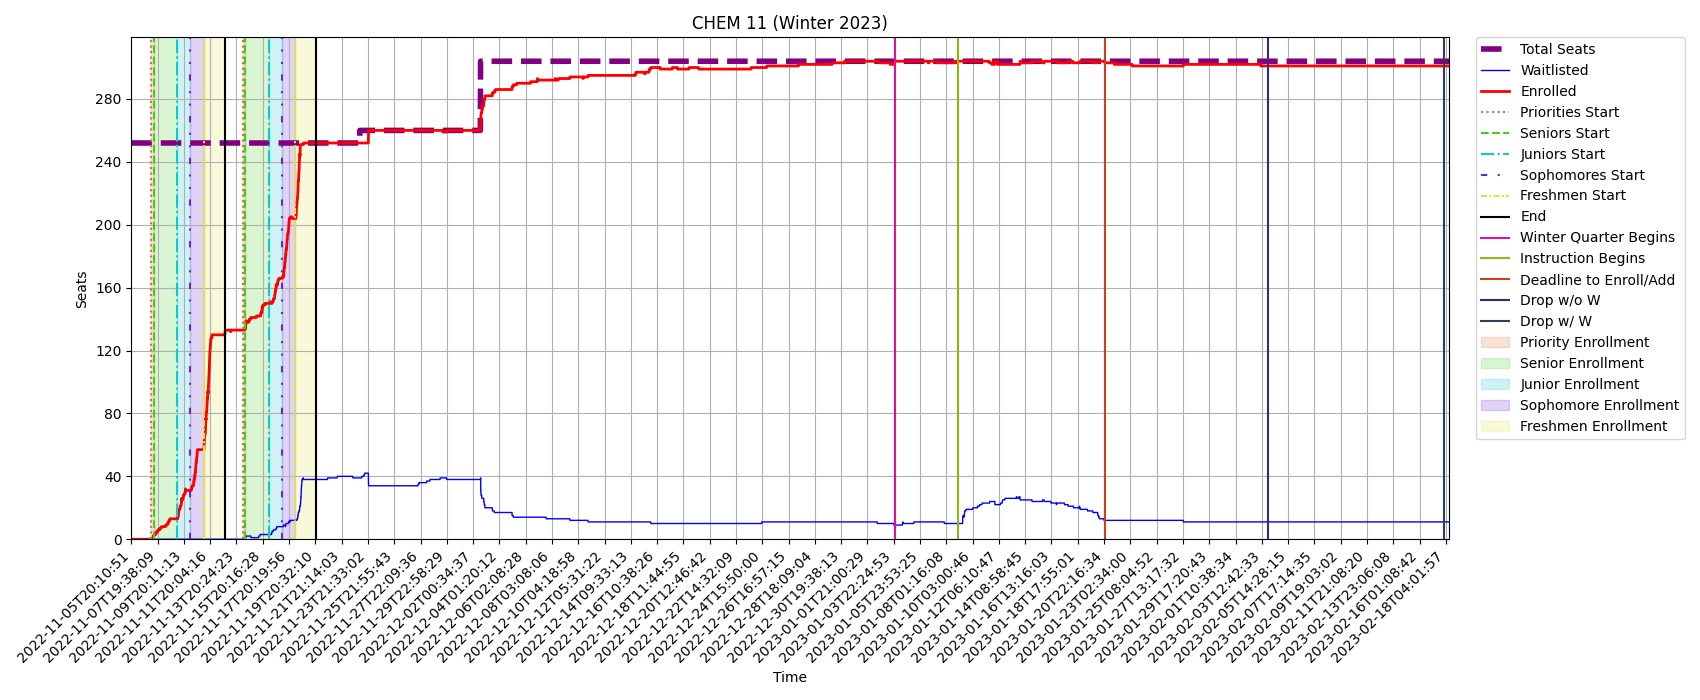 CHEM 11 (Winter 2023)
Seats
280
240
200
160
120
80
40
0
2022-11-05T20:10:51
2022-11-07T19:38:09
2022-11-09T20:11:13
2022-11-11T20:04:16
2022-11-13T20:24:23
2022-11-15T20:16:28
2022-11-17T20:19:56
2022-11-19T20:32:10
2022-11-21T21:14:03
2022-11-23T21:33:02
2022-11-25T21:55:43
2022-11-27T22:09:36
2022-11-29T22:58:29
2022-12-02T00:34:37
2022-12-04T01:20:12
2022-12-06T02:08:28
2022-12-08T03:08:06
2022-12-10T04:18:58
2022-12-12T05:31:22
2022-12-14T09:33:13
2022-12-16T10:38:26
2022-12-18T11:44:55
2022-12-20T12:46:42
2022-12-22T14:32:09
2022-12-24T15:50:00
2022-12-26T16:57:15
2022-12-28T18:09:04
2022-12-30T19:38:13
2023-01-01T21:00:29
2023-01-03T22:24:53
2023-01-05T23:53:25
2023-01-08T01:16:08
2023-01-10T03:00:46
2023-01-12T06:10:47
2023-01-14T08:58:45
2023-01-16T13:16:03
2023-01-18T17:55:01
2023-01-20T22:16:34
2023-01-23T02:34:00
2023-01-25T08:04:52
2023-01-27T13:17:32
2023-01-29T17:20:43
2023-02-01T10:38:34
2023-02-03T12:42:33
2023-02-05T14:28:15
2023-02-07T17:14:35
2023-02-09T19:03:02
2023-02-11T21:08:20
2023-02-13T23:06:08
2023-02-16T01:08:42
2023-02-18T04:01:57
Time
Total Seats
Waitlisted
Enrolled
Priorities Start
Seniors Start
Juniors Start
Sophomores Start
Freshmen Start
End
Winter Quarter Begins
Instruction Begins
Deadline to Enroll/Add
Drop w/o W
Drop w/ W
Priority Enrollment
Senior Enrollment
Junior Enrollment
Sophomore Enrollment
Freshmen Enrollment